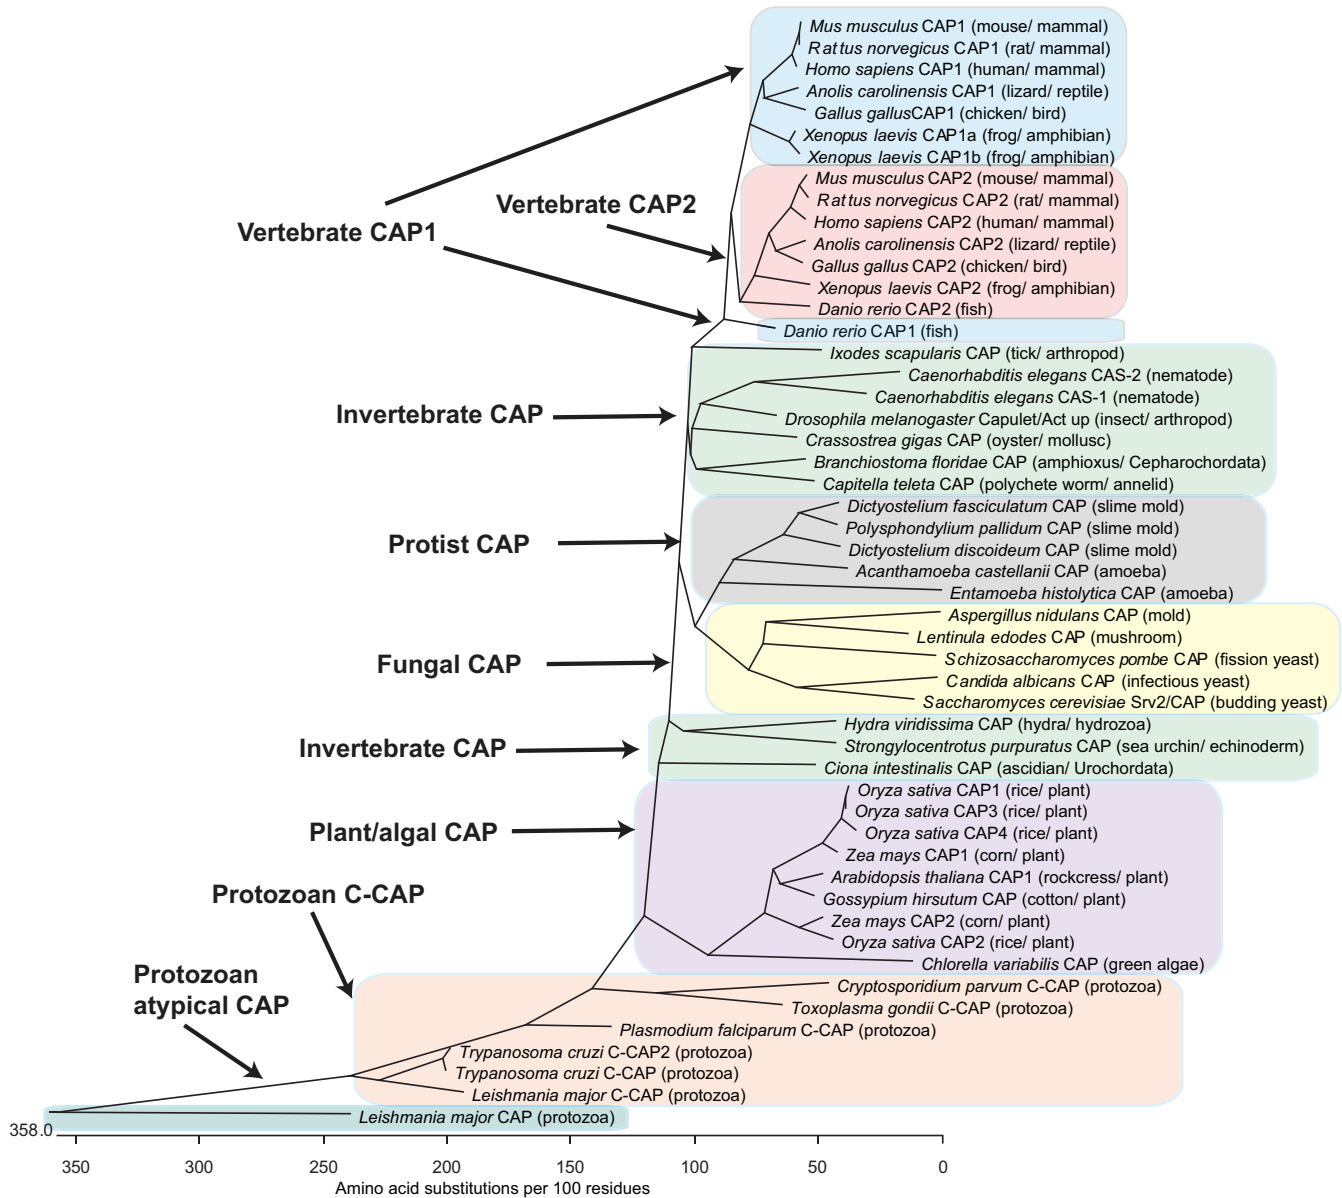 Mus musculus CAP1 (mouse/ mammal)
Rattus norvegicus CAP1 (rat/ mammal)
Homo sapiens CAP1 (human/ mammal)
Anolis carolinensis CAP1 (lizard/ reptile)
Gallus gallusCAP1 (chicken/ bird)
Xenopus laevis CAP1a (frog/ amphibian)
Xenopus laevis CAP1b (frog/ amphibian)
Mus musculus CAP2 (mouse/ mammal)
Rattus norvegicus CAP2 (rat/ mammal)
Vertebrate CAP2
Homo sapiens CAP2 (human/ mammal)
Vertebrate CAP1
Anolis carolinensis CAP2 (lizard/ reptile)
Gallus gallus CAP2 (chicken/ bird)
Xenopus laevis CAP2 (frog/ amphibian)
Danio rerio CAP2 (fish)
Danio rerio CAP1 (fish)
Ixodes scapularis CAP (tick/ arthropod)
Caenorhabditis elegans CAS-2 (nematode)
Caenorhabditis elegans CAS-1 (nematode)
Invertebrate CAP
Drosophila melanogaster Capulet/Act up (insect/ arthropod)
Crassostrea gigas CAP (oyster/ mollusc)
Branchiostoma floridae CAP (amphioxus/ Cepharochordata)
Capitella teleta CAP (polychete worm/ annelid)
Dictyostelium fasciculatum CAP (slime mold)
Polysphondylium pallidum CAP (slime mold)
Protist CAP
Dictyostelium discoideum CAP (slime mold)
Acanthamoeba castellanii CAP (amoeba)
Entamoeba histolytica CAP (amoeba)
Aspergillus nidulans CAP (mold)
Lentinula edodes CAP (mushroom)
Fungal CAP
Schizosaccharomyces pombe CAP (fission yeast)
Candida albicans CAP (infectious yeast)
Saccharomyces cerevisiae Srv2/CAP (budding yeast)
Hydra viridissima CAP (hydra/ hydrozoa)
Invertebrate CAP
Strongylocentrotus purpuratus CAP (sea urchin/ echinoderm)
Ciona intestinalis CAP (ascidian/ Urochordata)
Oryza sativa CAP1 (rice/ plant)
Oryza sativa CAP3 (rice/ plant)
Plant/algal CAP
Oryza sativa CAP4 (rice/ plant)
Zea mays CAP1 (corn/ plant)
Arabidopsis thaliana CAP1 (rockcress/ plant)
Protozoan C-CAP
Gossypium hirsutum CAP (cotton/ plant)
Zea mays CAP2 (corn/ plant)
Oryza sativa CAP2 (rice/ plant)
Chlorella variabilis CAP (green algae)
Protozoan
atypical CAP
Cryptosporidium parvum C-CAP (protozoa)
Toxoplasma gondii C-CAP (protozoa)
Plasmodium falciparum C-CAP (protozoa)
Trypanosoma cruzi C-CAP2 (protozoa)
Trypanosoma cruzi C-CAP (protozoa)
Leishmania major C-CAP (protozoa)
Leishmania major CAP (protozoa)
358.0
350 300 250 200 150 100 50 0
Amino acid substitutions per 100 residues